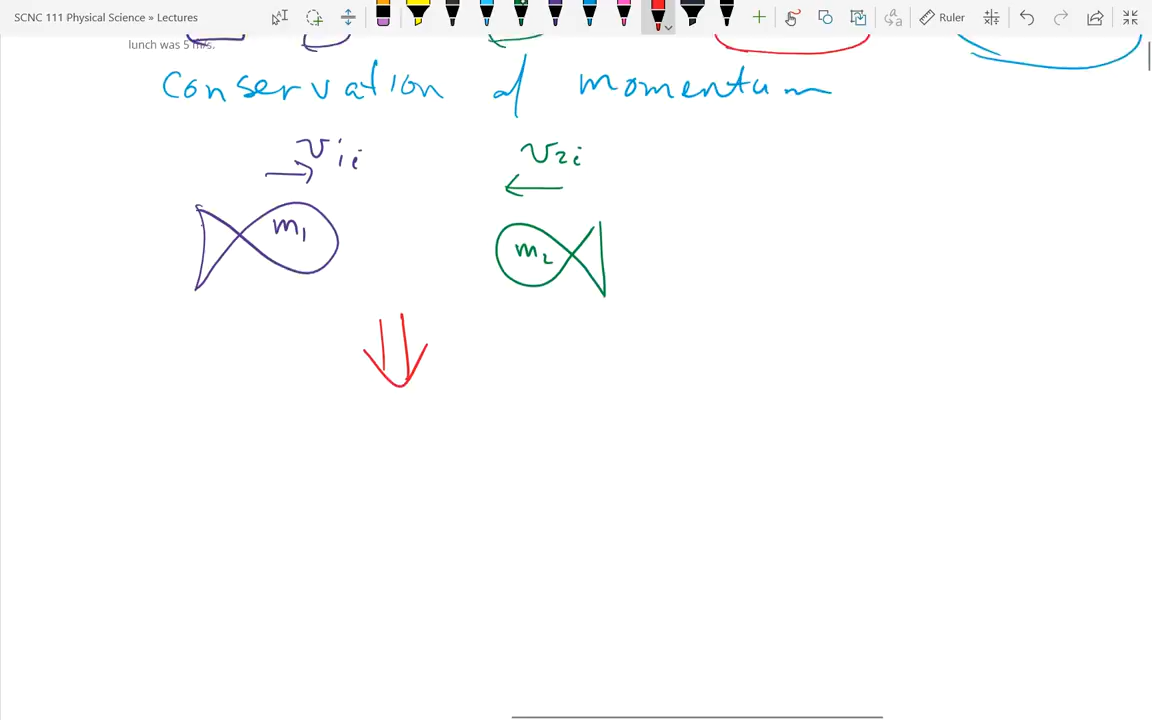 SCNC 111 Physical Science » Lectures
Ruler
lunch was 5 m/s.
Conservation of momentum
v1i
v2i
m1
m2